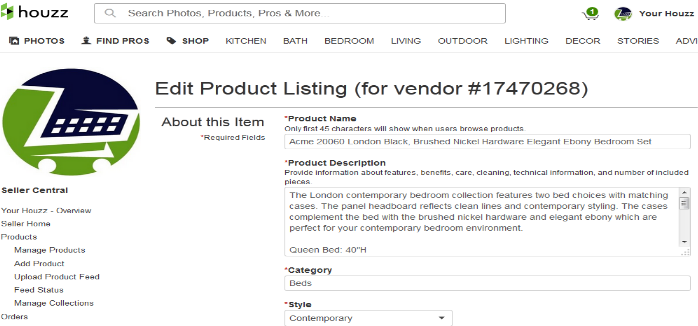 houzz
Search Photos, Products, Pros & More...
1
Your Houzz
PHOTOS
FIND PROS
SHOP
KITCHEN
BATH
BEDROOM
LIVING
OUTDOOR
LIGHTING
DECOR
STORIES
ADVI
Edit Product Listing (for vendor #17470268)
About this Item
*Required Fields
*Product Name
Only first 45 characters will show when users browse products.
Acme 20060 London Black, Brushed Nickel Hardware Elegant Ebony Bedroom Set
*Product Description
Provide information about features, benefits, care, cleaning, technical information, and number of included
pieces.
The London contemporary bedroom collection features two bed choices with matching
cases. The panel headboard reflects clean lines and contemporary styling. The cases
complement the bed with the brushed nickel hardware and elegant ebony which are
perfect for your contemporary bedroom environment.
Queen Bed: 40"H
*Category
Beds
*Style
Contemporary
Seller Central
Your Houzz - Overview
Seller Home
Products
Manage Products
Add Product
Upload Product Feed
Feed Status
Manage Collections
Orders